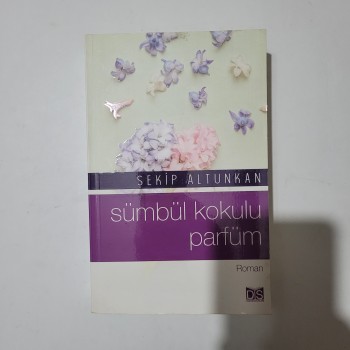 ŞEKİP ALTUNKAN
sümbül kokulu
parfüm
Roman
D|S